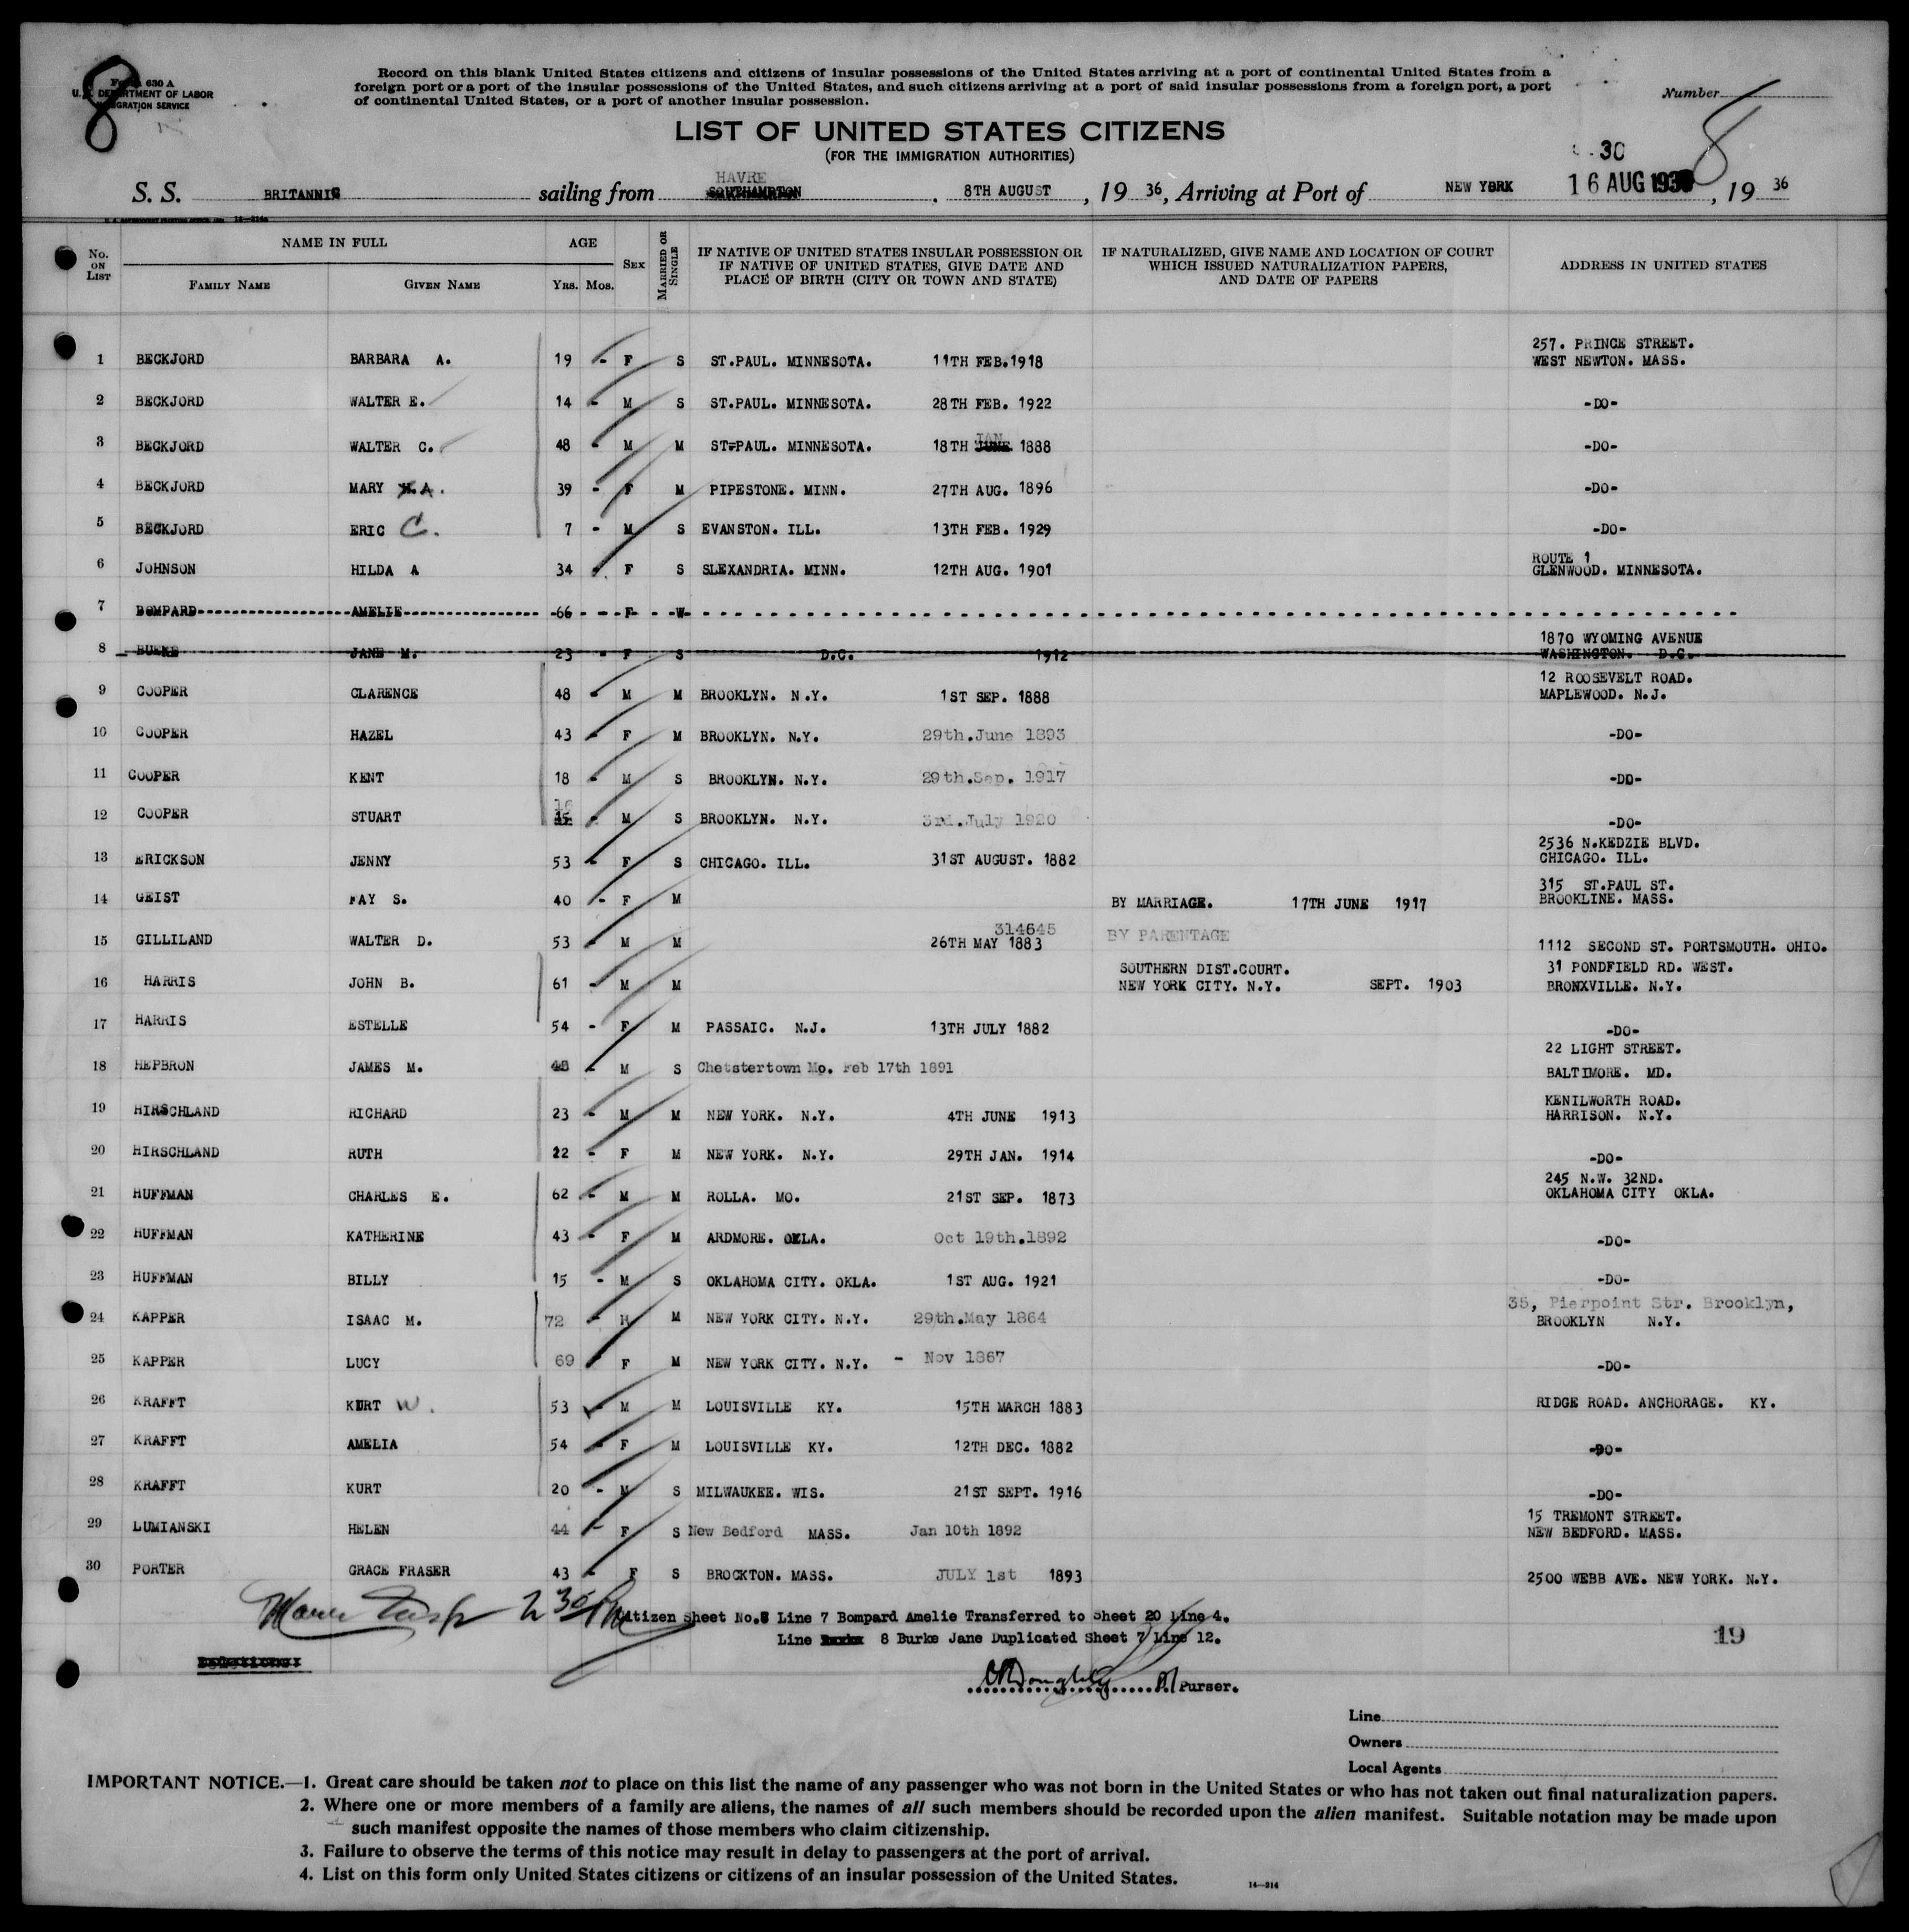 8
Form 630 A
U. S. DEPARTMENT OF LABOR
IMMIGRATION SERVICE
Record on this blank United States citizens and citizens of insular possessions of the United States arriving at a port of continental United States from a
foreign port or a port of the insular possessions of the United States, and such citizens arriving at a port of said insular possessions from a foreign port, a port
of continental United States, or a port of another insular possession.
Number 8
LIST OF UNITED STATES CITIZENS
(FOR THE IMMIGRATION AUTHORITIES)
30
HAVRE
S. S. BRITANNIC sailing from SOUTHAMPTON, 8TH AUGUST, 19 36, Arriving at Port of NEW YORK 16 AUG 193, 19 36
No. ON LIST NAME IN FULL FAMILY NAME GIVEN NAME AGE YRS. MOS. SEX MARRIED OR SINGLE IF NATIVE OF UNITED STATES INSULAR POSSESSION OR IF NATIVE OF UNITED STATES, GIVE DATE AND PLACE OF BIRTH (CITY OR TOWN AND STATE) IF NATURALIZED, GIVE NAME AND LOCATION OF COURT WHICH ISSUED NATURALIZATION PAPERS, AND DATE OF PAPERS ADDRESS IN UNITED STATES
257. PRINCE STREET.
1 BECKJORD BARBARA A. 19 - F S ST.PAUL. MINNESOTA. 11TH FEB.1918 WEST NEWTON. MASS.
2 BECKJORD WALTER E. 14 - M S ST.PAUL. MINNESOTA. 28TH FEB. 1922 -DO-
JAN
3 BECKJORD WALTER C. 48 - M M ST.PAUL. MINNESOTA. 18TH JUNE 1888 -DO-
4 BECKJORD MARY A. 39 - F M PIPESTONE. MINN. 27TH AUG. 1896 -DO-
5 BECKJORD ERIC C. 7 - M S EVANSTON. ILL. 13TH FEB. 1929 -DO-
ROUTE 1
6 JOHNSON HILDA A 34 F S SLEXANDRIA. MINN. 12TH AUG. 1901 GLENWOOD. MINNESOTA.
7 BOMPARD AMELIE 66 - F - W
1870 WYOMING AVENUE
8 BURKE JANE M. 23 - F S D.C. 1912 WASHINGTON. D.C.
12 ROOSEVELT ROAD.
9 COOPER CLARENCE 48 - M M BROOKLYN. N.Y. 1ST SEP. 1888 MAPLEWOOD. N.J.
10 COOPER HAZEL 43 - F M BROOKLYN. N.Y. 29th.June 1893 -DO-
11 COOPER KENT 18 - M S BROOKLYN. N.Y. 29th.Sep. 1917 -DO-
16
12 COOPER STUART - M S BROOKLYN. N.Y. 3rd.July 1920 -DO-
2536 N.KEDZIE BLVD.
13 ERICKSON JENNY 53 - F S CHICAGO. ILL. 31ST AUGUST. 1882 CHICAGO. ILL.
315 ST.PAUL ST.
14 GEIST FAY S. 40 - F M BY MARRIAGE. 17TH JUNE 1917 BROOKLINE. MASS.
314645
15 GILLILAND WALTER D. 53 - M M 26TH MAY 1883 BY PARENTAGE 1112 SECOND ST. PORTSMOUTH. OHIO.
SOUTHERN DIST.COURT. 31 PONDFIELD RD. WEST.
16 HARRIS JOHN B. 61 - M M NEW YORK CITY. N.Y. SEPT. 1903 BRONXVILLE. N.Y.
17 HARRIS ESTELLE 54 - F M PASSAIC. N.J. 13TH JULY 1882 -DO-
22 LIGHT STREET.
18 HEPBRON JAMES M. - M S Chetstertown Mo. Feb 17th 1891 BALTIMORE. MD.
KENILWORTH ROAD.
19 HIRSCHLAND RICHARD 23 - M M NEW YORK. N.Y. 4TH JUNE 1913 HARRISON. N.Y.
20 HIRSCHLAND RUTH 22 - F M NEW YORK. N.Y. 29TH JAN. 1914 -DO-
245 N.W. 32ND.
21 HUFFMAN CHARLES E. 62 - M M ROLLA. MO. 21ST SEP. 1873 OKLAHOMA CITY OKLA.
22 HUFFMAN KATHERINE 43 - F M ARDMORE. OKLA. Oct 19th.1892 -DO-
23 HUFFMAN BILLY 15 - M S OKLAHOMA CITY. OKLA. 1ST AUG. 1921 -DO-
35, Pierpoint Str. Brooklyn,
24 KAPPER ISAAC M. 72 - M M NEW YORK CITY. N.Y. 29th.May 1864 BROOKLYN N.Y.
25 KAPPER LUCY 69 F M NEW YORK CITY. N.Y. - Nov 1867 -DO-
26 KRAFFT KURT W. 53 M M LOUISVILLE KY. 15TH MARCH 1883 RIDGE ROAD. ANCHORAGE. KY.
27 KRAFFT AMELIA 54 - F M LOUISVILLE KY. 12TH DEC. 1882 -DO-
28 KRAFFT KURT 20 - M S MILWAUKEE. WIS. 21ST SEPT. 1916 -DO-
15 TREMONT STREET.
29 LUMIANSKI HELEN 44 - F S New Bedford MASS. Jan 10th 1892 NEW BEDFORD. MASS.
30 PORTER GRACE FRASER 43 - F S BROCKTON. MASS. JULY 1st 1893 2500 WEBB AVE. NEW YORK. N.Y.
2 30 Pm
Citizen Sheet No.8 Line 7 Bompard Amelie Transferred to Sheet 20 Line 4.
Line 8 Burke Jane Duplicated Sheet 7 Line 12.
19
Purser.
Line
Owners
Local Agents
IMPORTANT NOTICE.—1. Great care should be taken not to place on this list the name of any passenger who was not born in the United States or who has not taken out final naturalization papers.
2. Where one or more members of a family are aliens, the names of all such members should be recorded upon the alien manifest. Suitable notation may be made upon
such manifest opposite the names of those members who claim citizenship.
3. Failure to observe the terms of this notice may result in delay to passengers at the port of arrival.
4. List on this form only United States citizens or citizens of an insular possession of the United States.
14—214